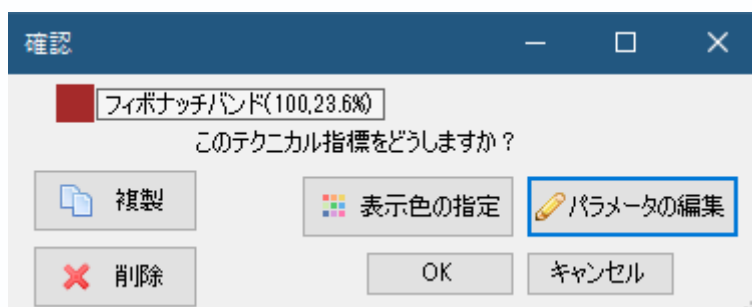 確認
フィボナッチバンド(100,23.6%)
このテクニカル指標をどうしますか？
複製
表示色の指定
パラメータの編集
削除
OK
キャンセル